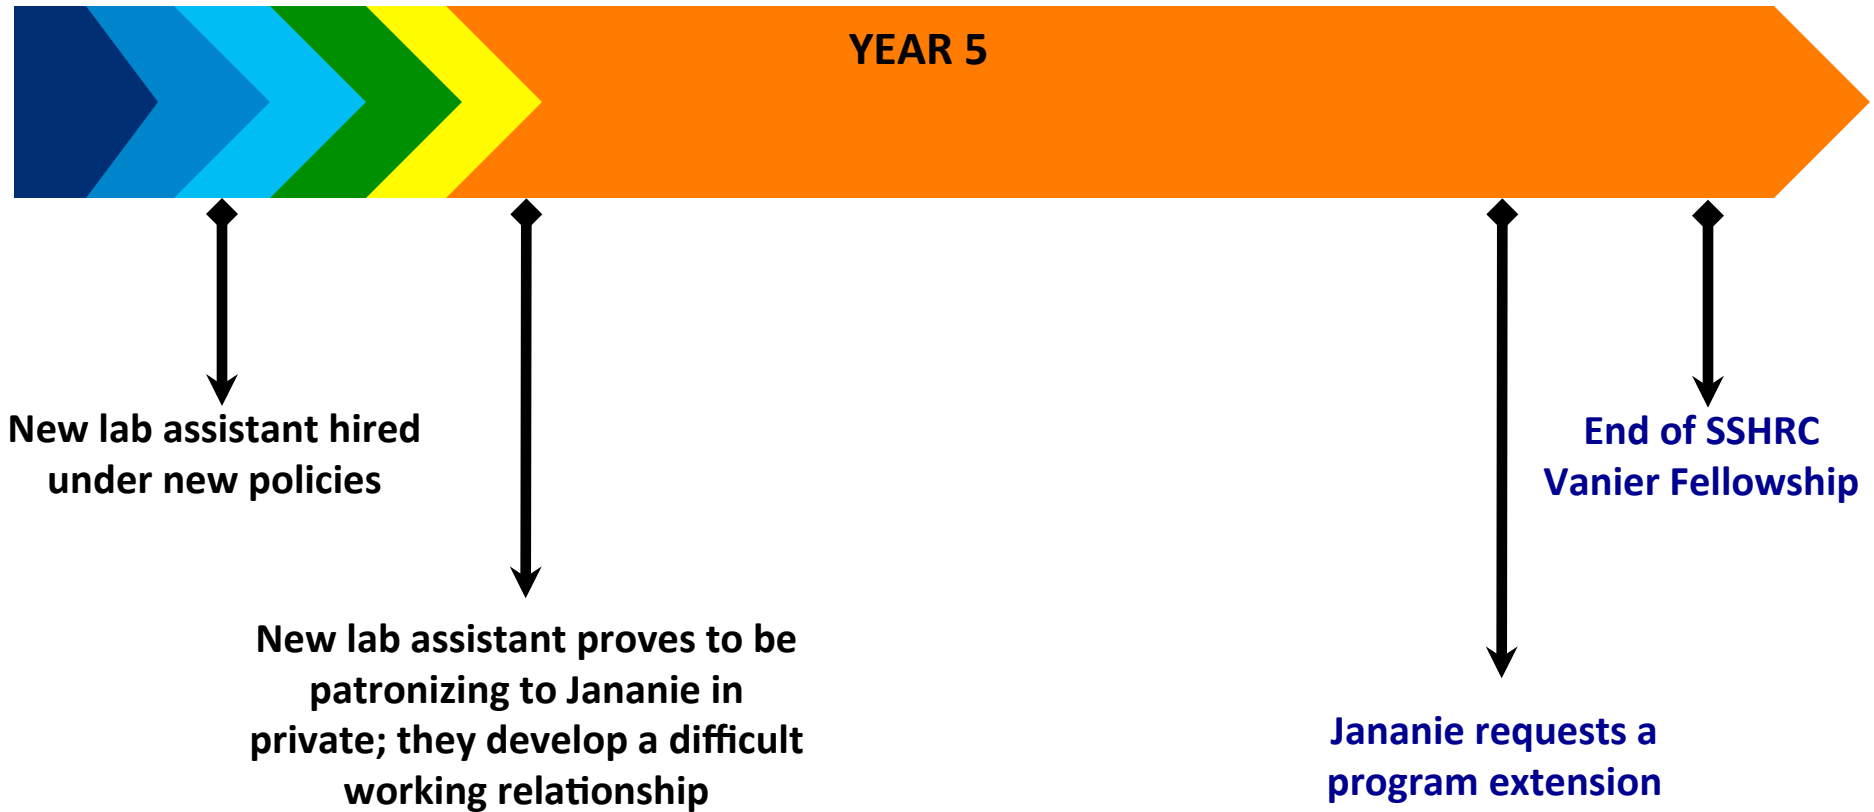 YEAR 5
New lab assistant hired
under new policies
End of SSHRC
Vanier Fellowship
New lab assistant proves to be
patronizing to Jananie in
private; they develop a difficult
working relationship
Jananie requests a
program extension